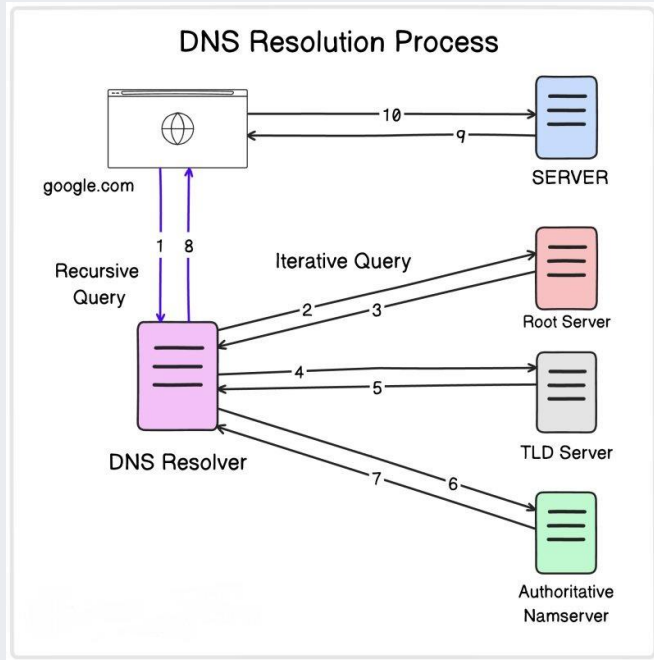 DNS Resolution Process
10
9
SERVER
google.com
1 8
Recursive
Query
Iterative Query
2
3
Root Server
4
5
DNS Resolver
TLD Server
6
7
Authoritative
Namserver